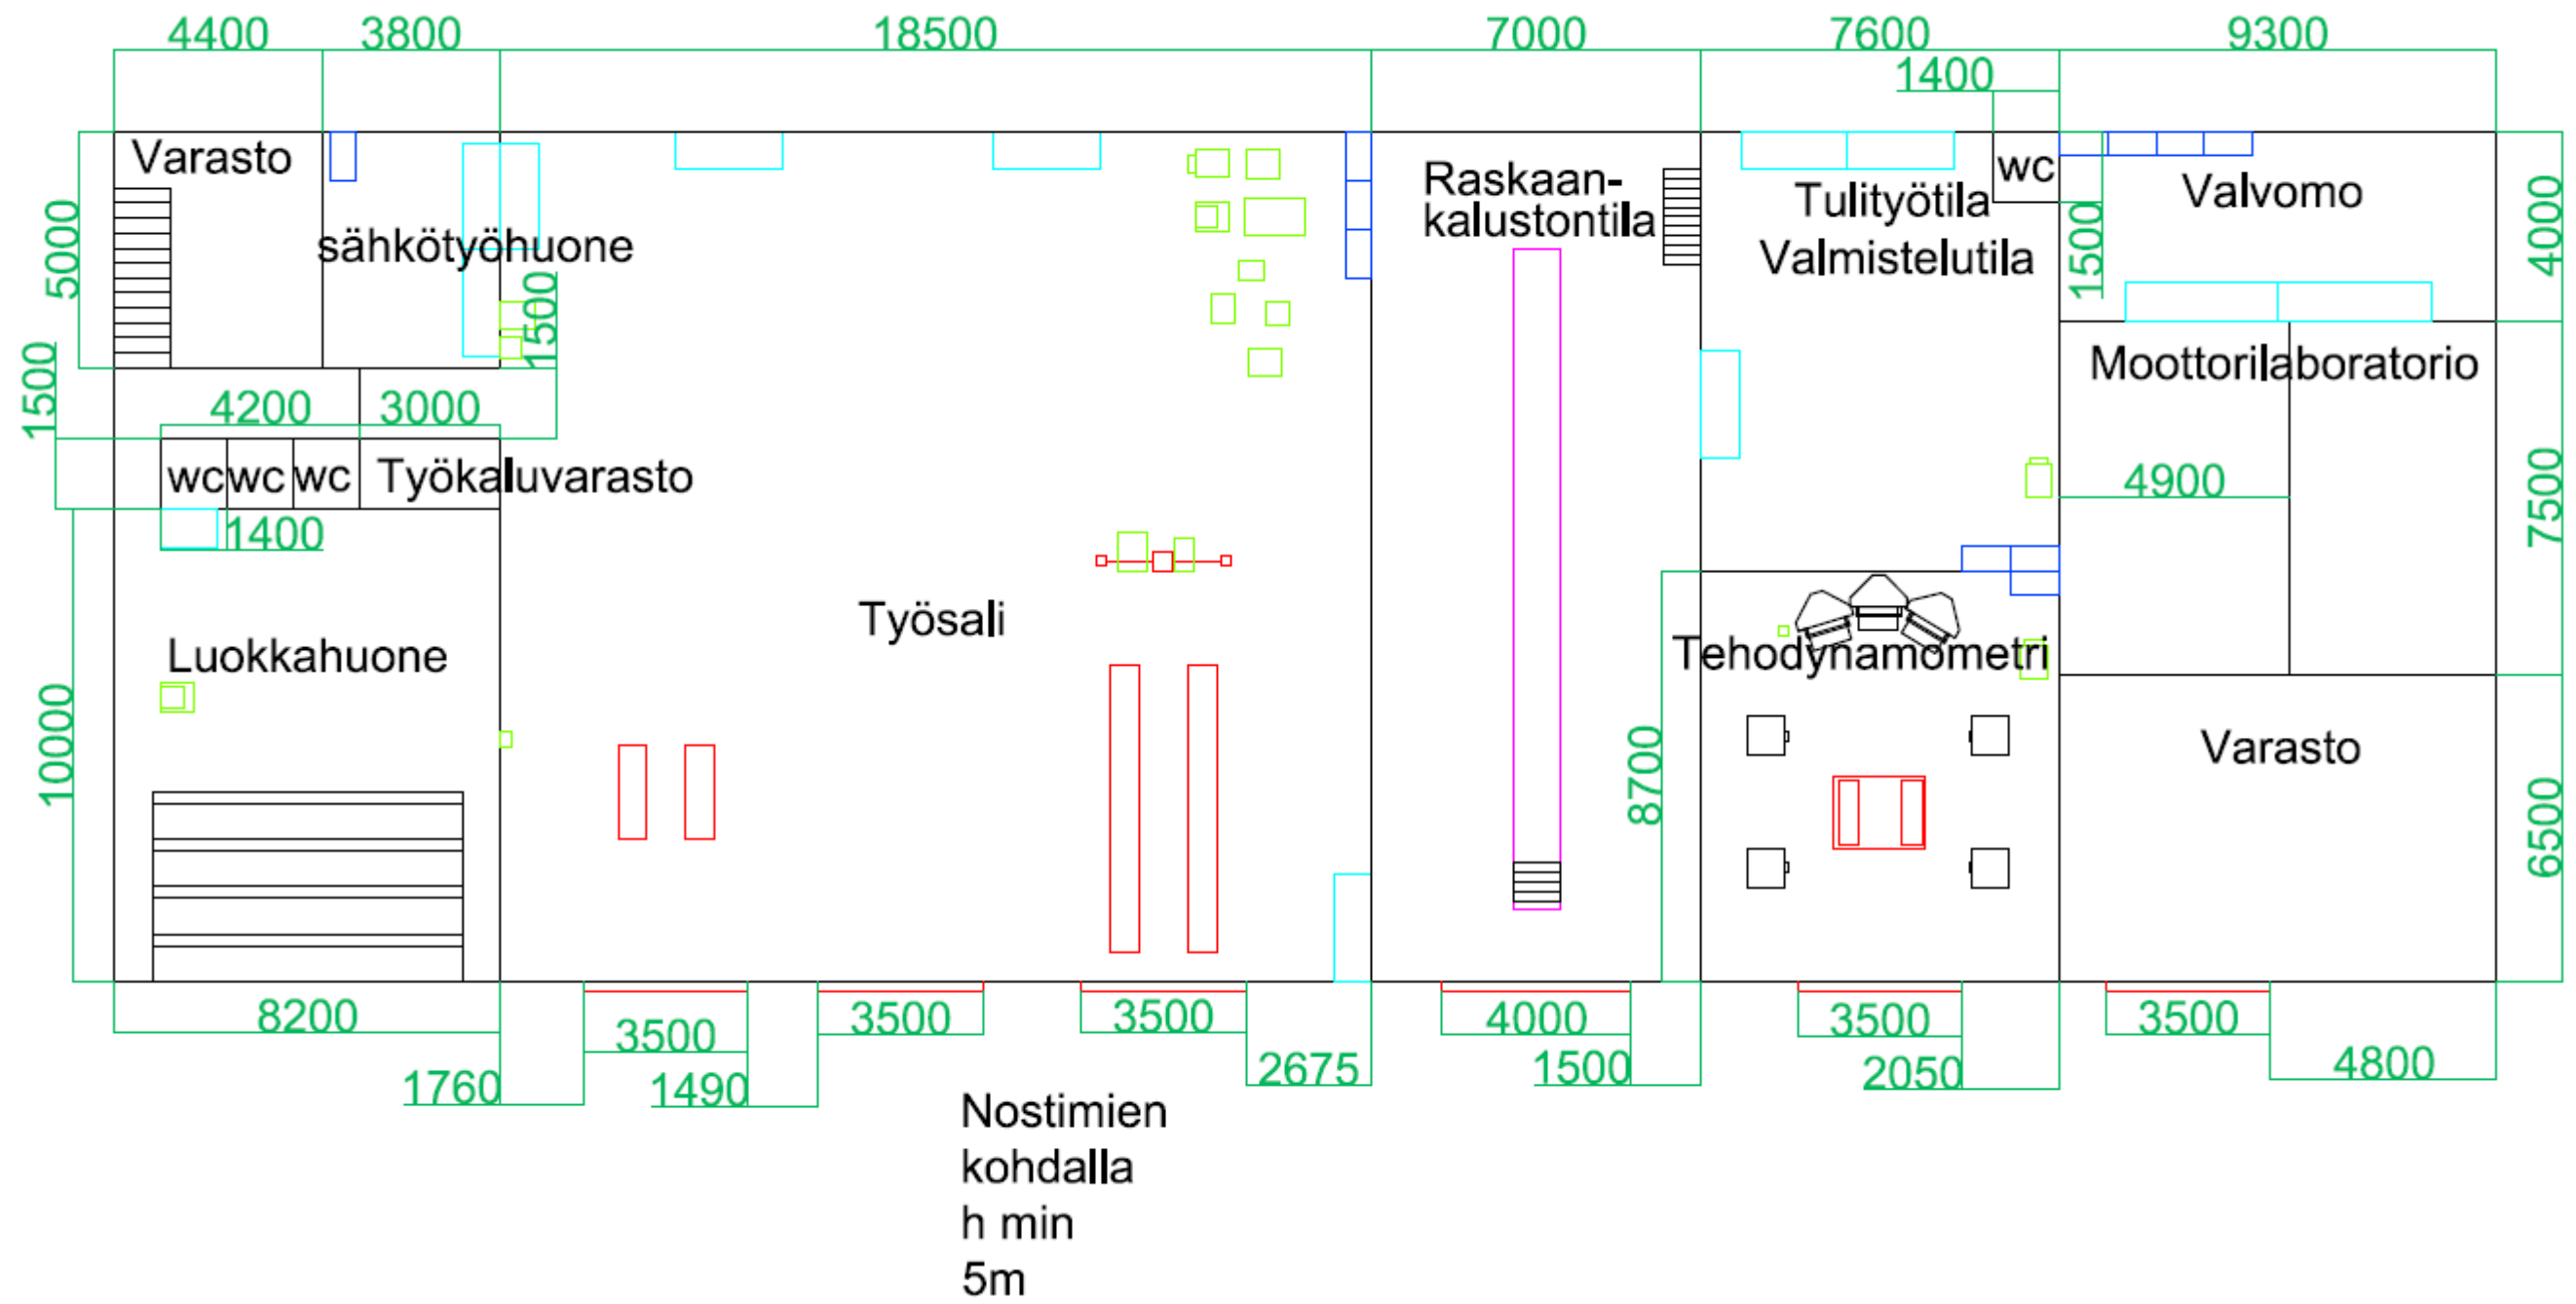 4400
3800
18500
7000
7600
9300
1400
Varasto
sähkötyöhuone
Raskaan-
kalustontila
Tulityötila
Valmistelutila
wc
Valvomo
5000
1500
1500
4000
1500
4200
3000
wc
wc
wc
Työkaluvarasto
1400
Moottorilaboratorio
4900
7500
Luokkahuone
Työsali
Tehodynamometri
Varasto
10000
8700
6500
8200
3500
3500
3500
4000
3500
3500
1760
1490
2675
1500
2050
4800
Nostimien
kohdalla
h min
5m